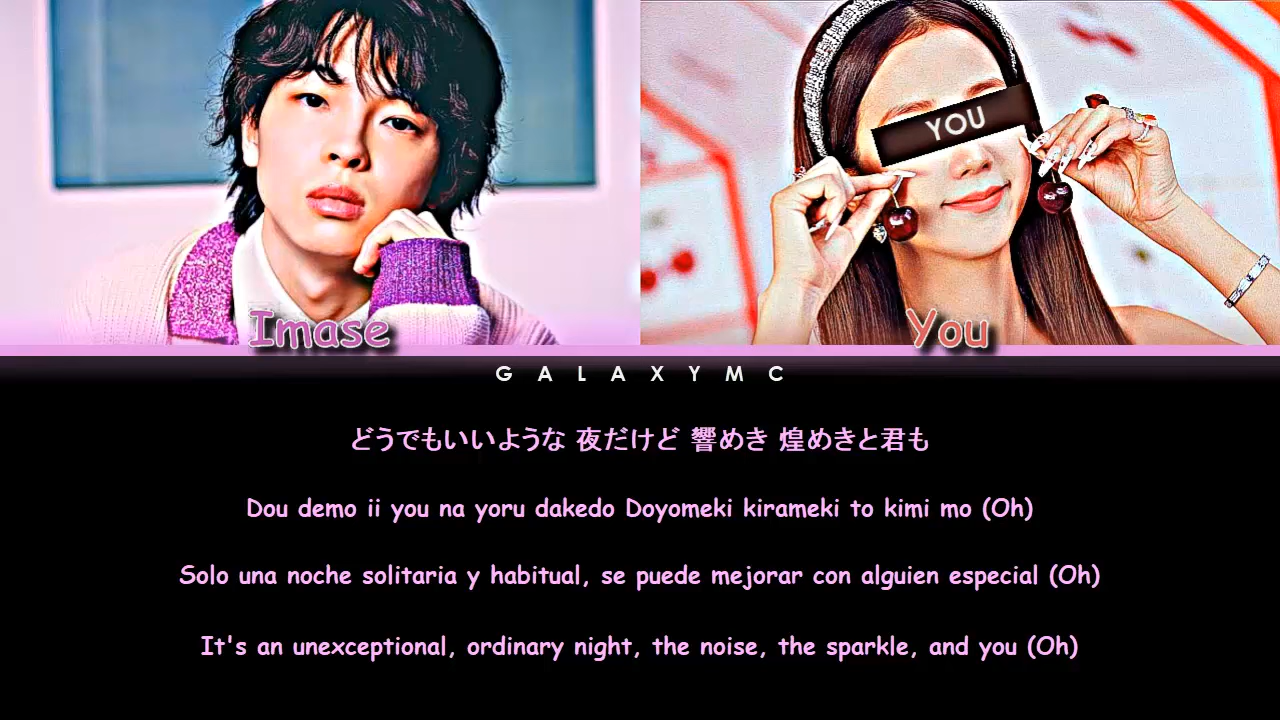 YOU
Imase
You
GALAXYMC
どうでもいいような 夜だけど 響めき 煌めきと君も
Dou demo ii you na yoru dakedo Doyomeki kirameki to kimi mo (Oh)
Solo una noche solitaria y habitual, se puede mejorar con alguien especial (Oh)
It's an unexceptional, ordinary night, the noise, the sparkle, and you (Oh)